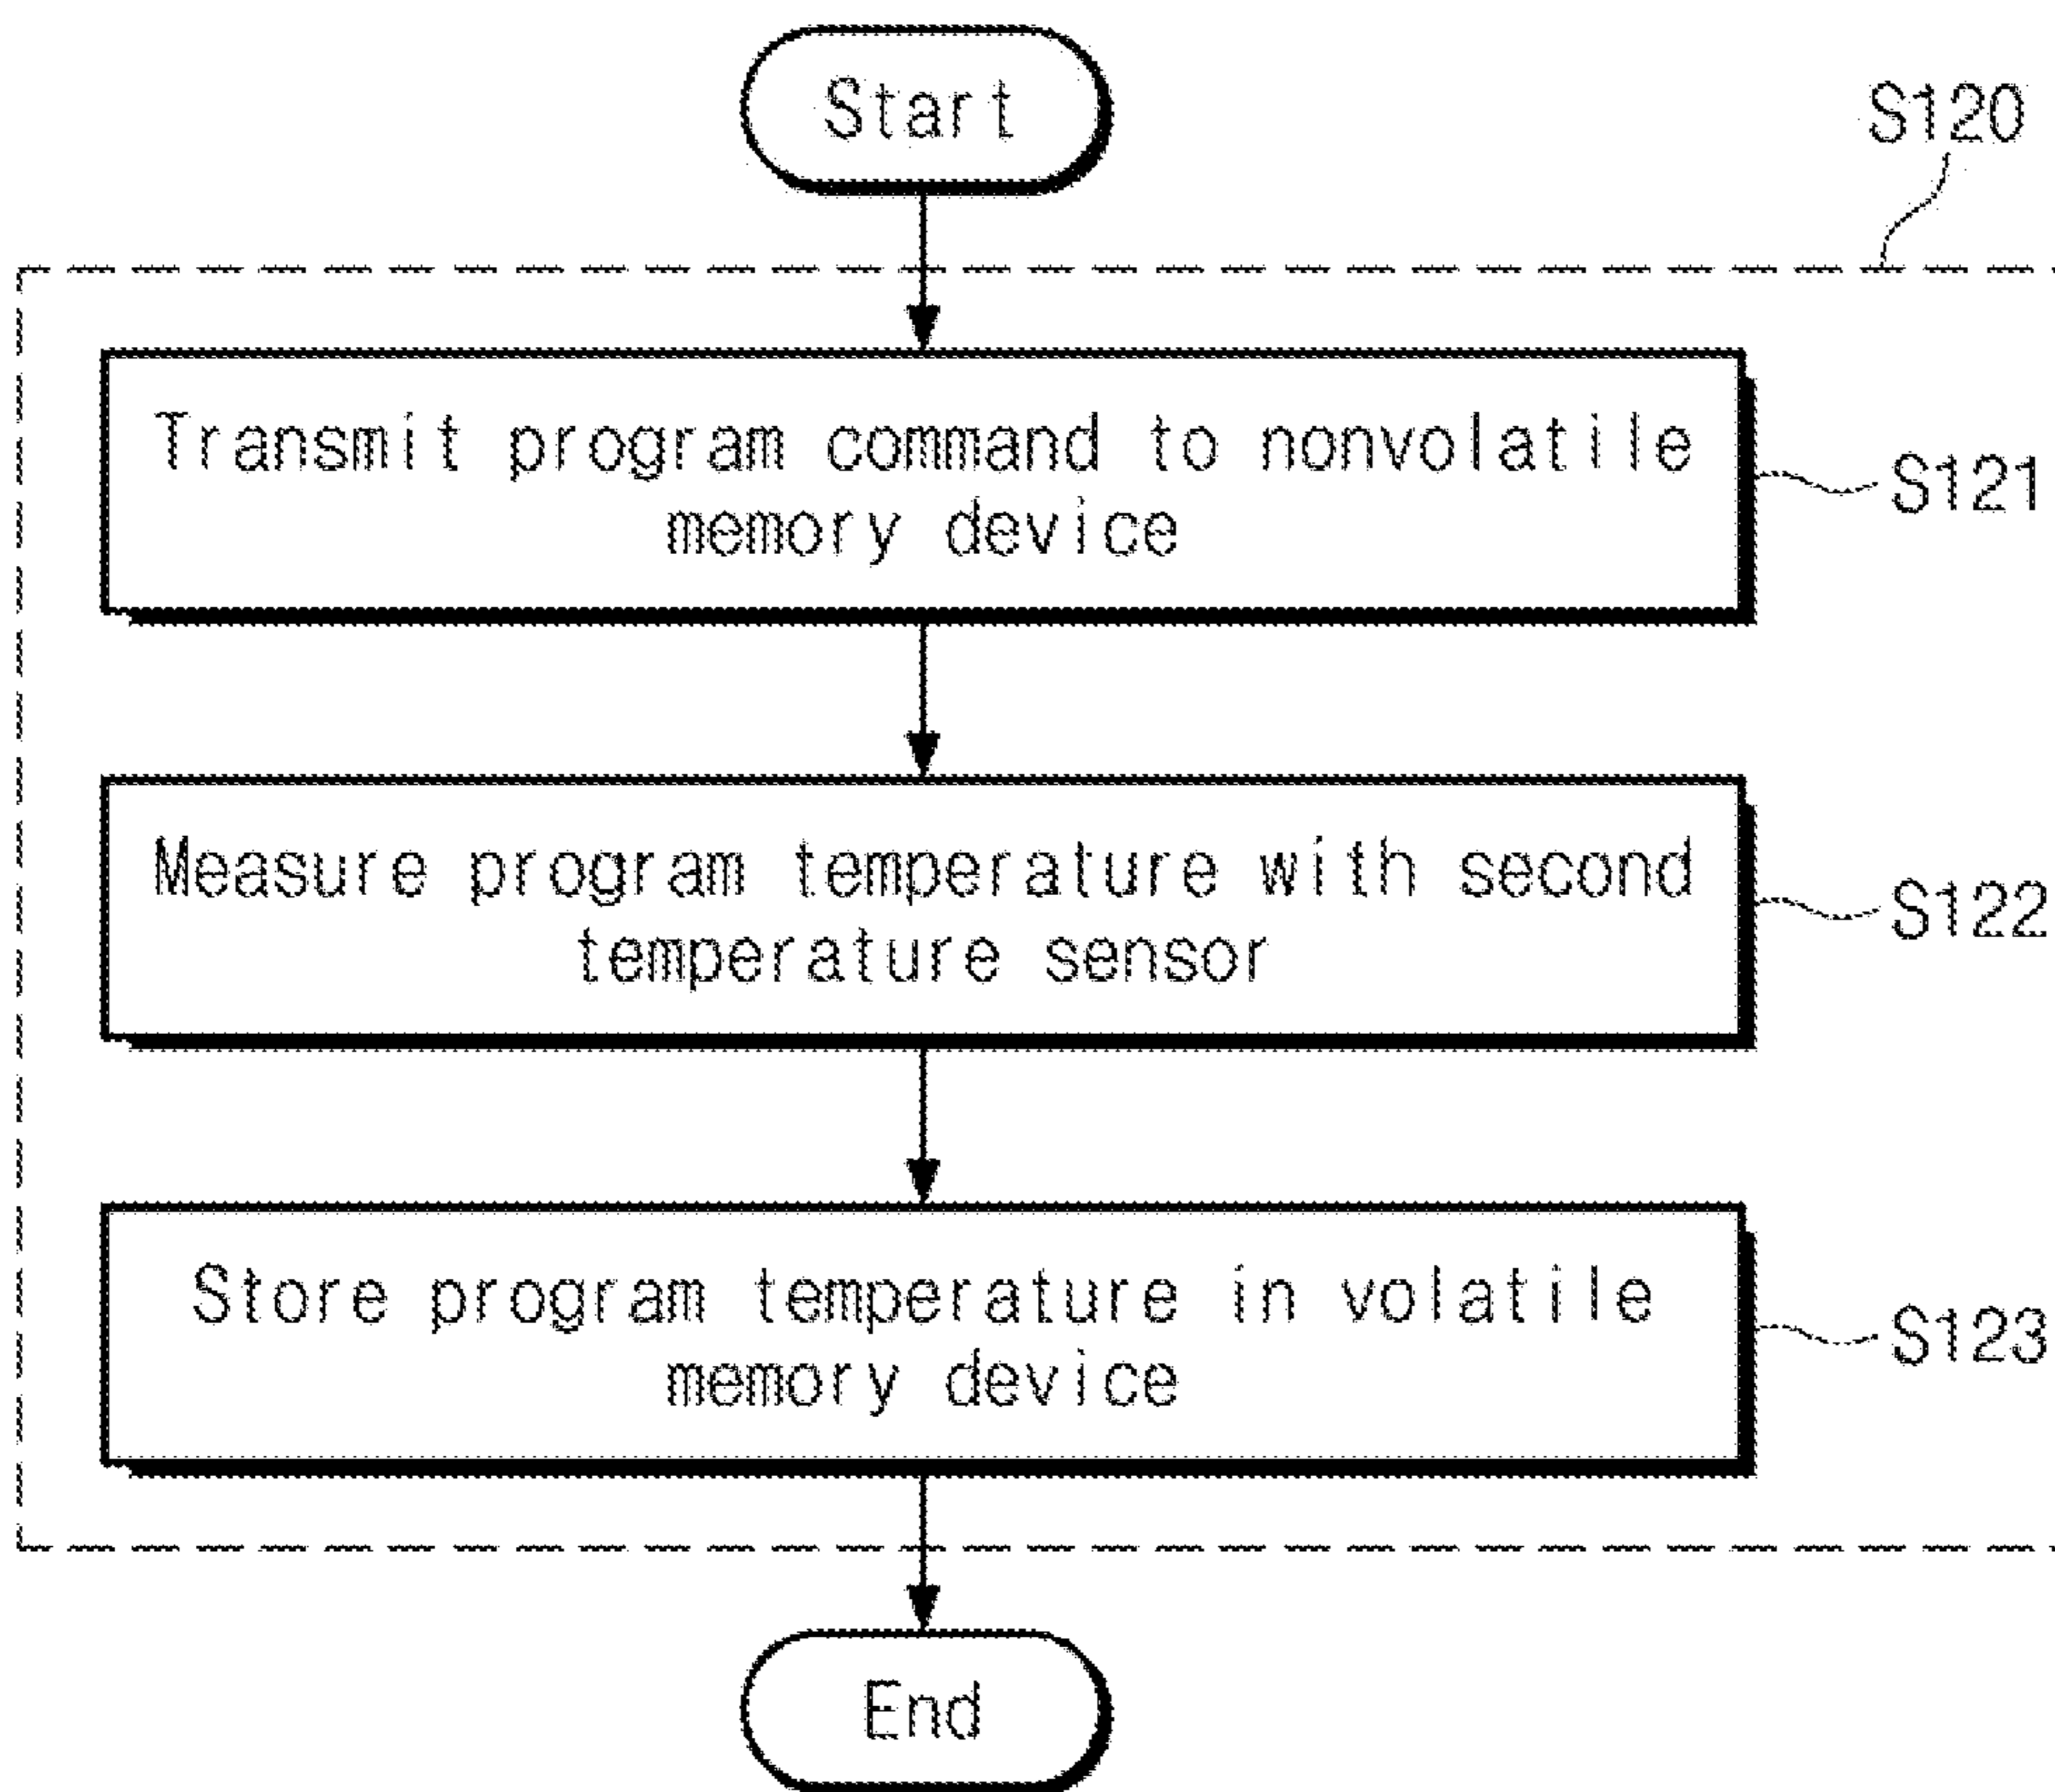 Start
S120
Transmit program command to nonvolatile
memory device
S121
Measure program temperature with second
temperature sensor
S122
Store program temperature in volatile
memory device
S123
End